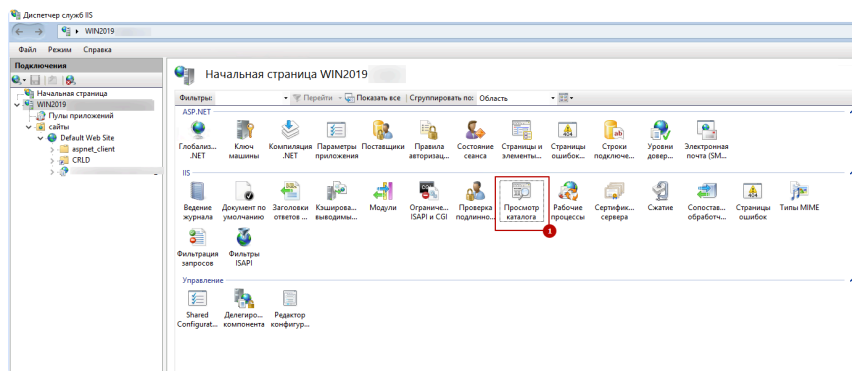 Диспетчер служб IIS
WIN2019
Файл Режим Справка
Подключения
Начальная страница
WIN2019
Пулы приложений
сайты
Default Web Site
aspnet_client
CRLD
Начальная страница WIN2019
Фильтры: Перейти Показать все Сгруппировать по: Область
ASP.NET
Глобализ... Ключ Компиляция Параметры Поставщики Правила Состояние Страницы и Страницы Строки Уровни Электронная
.NET машины .NET приложения авторизац... сеанса элементы... ошибок... подключе... довер... почта (SM...
IIS
Ведение Документ по Заголовки Кэширова... Модули Ограниче... Проверка Просмотр Рабочие Сертифик... Сжатие Сопостав... Страницы Типы MIME
журнала умолчанию ответов ... выводимы... ISAPI и CGI подлинно... каталога процессы сервера обработч... ошибок
1
Фильтрация Фильтры
запросов ISAPI
Управление
Shared Делегиро... Редактор
Configurat... компонента конфигур...